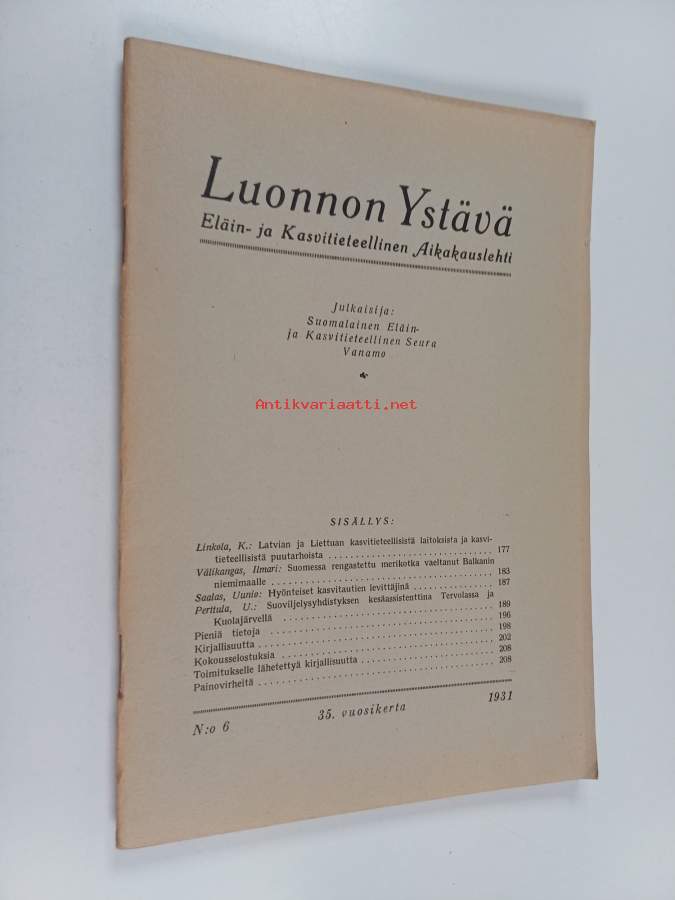 Luonnon Ystävä
Eläin- ja Kasvitieteellinen Aikakauslehti
Julkaisija:
Suomalainen Eläin-
ja Kasvitieteellinen Seura
Vanamo
Antikvariaatti.net
SISÄLLYS:
Linkola, K.: Latvian ja Liettuan kasvitieteellisistä laitoksista ja kasvi-
tieteellisistä puutarhoista 177
Välikangas, Ilmari: Suomessa rengastettu merikotka vaeltanut Balkanin
niemimaalle 183
Saalas, Uunio: Hyönteiset kasvitautien levittäjinä 187
Perttula, U.: Suoviljelysyhdistyksen kesäassistenttina Tervolassa ja
Kuolajärvellä 189
Pieniä tietoja 196
Kirjallisuutta 198
Kokousselostuksia 202
Toimitukselle lähetettyä kirjallisuutta 208
Painovirheitä 208
N:o 6 35. vuosikerta 1931